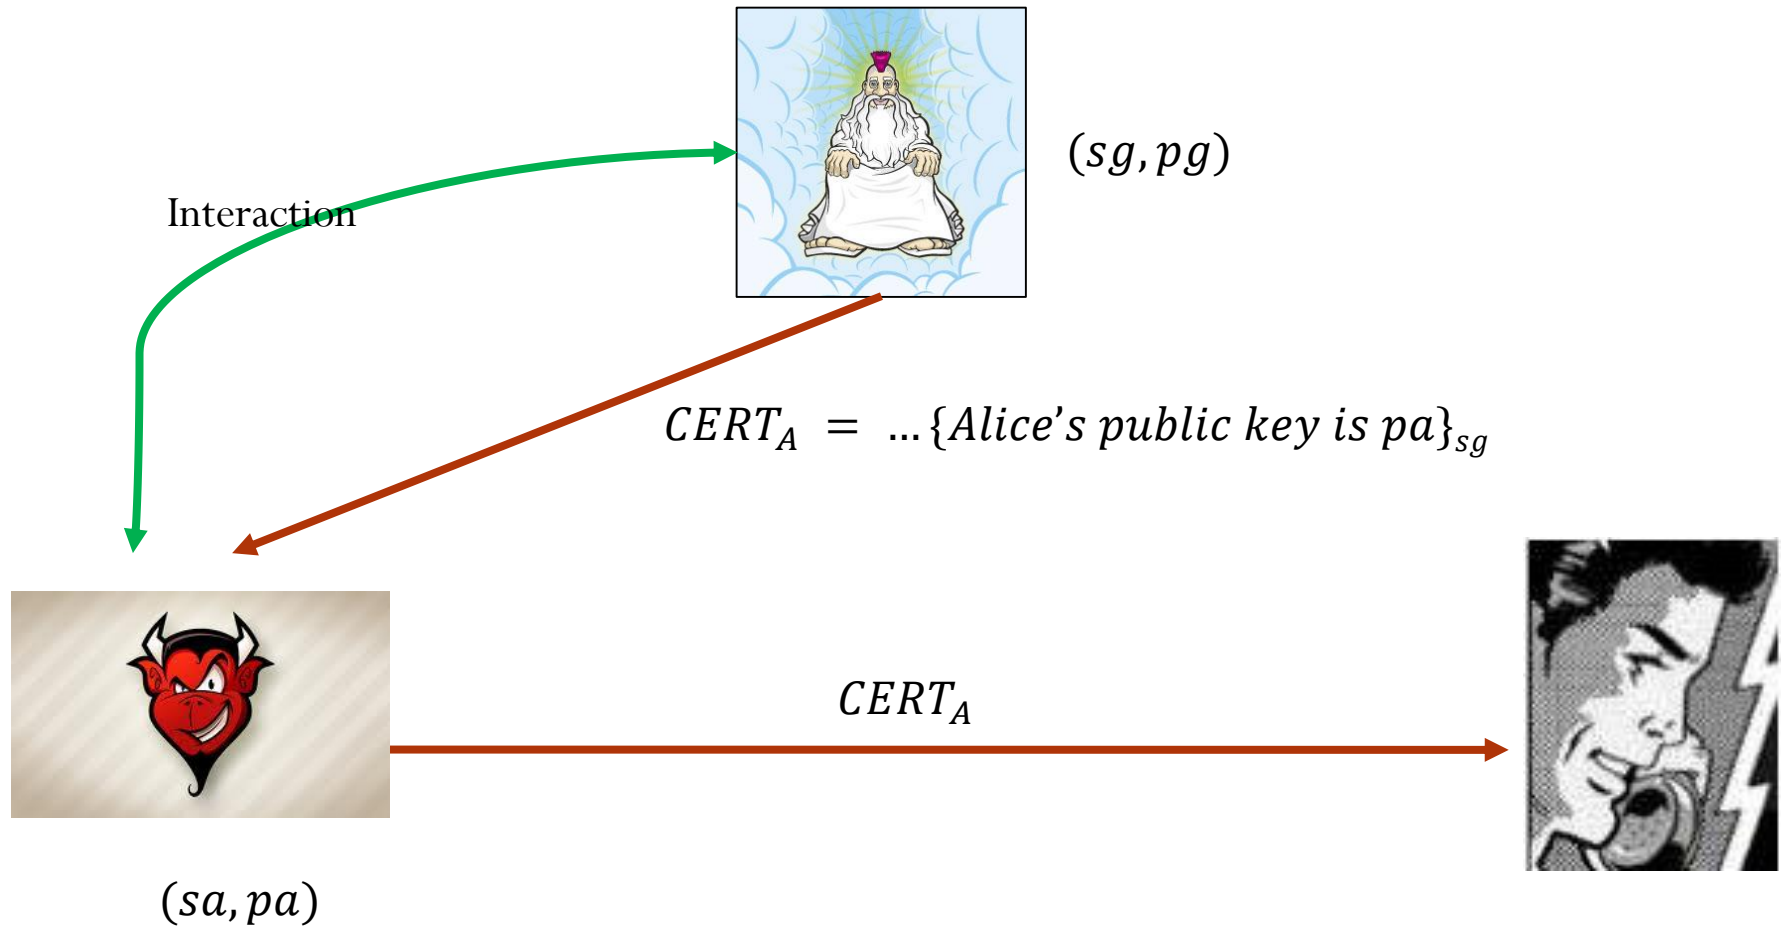 (sg, pg)
Interaction
CERT_A = ...{Alice's public key is pa}_sg
CERT_A
(sa, pa)